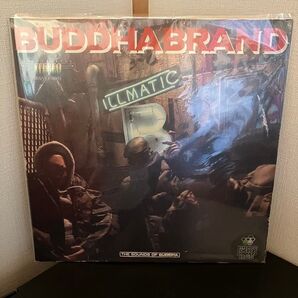 BUDDHABRAND
ILLMATIC
B
THE SOUNDS OF BUDDHA